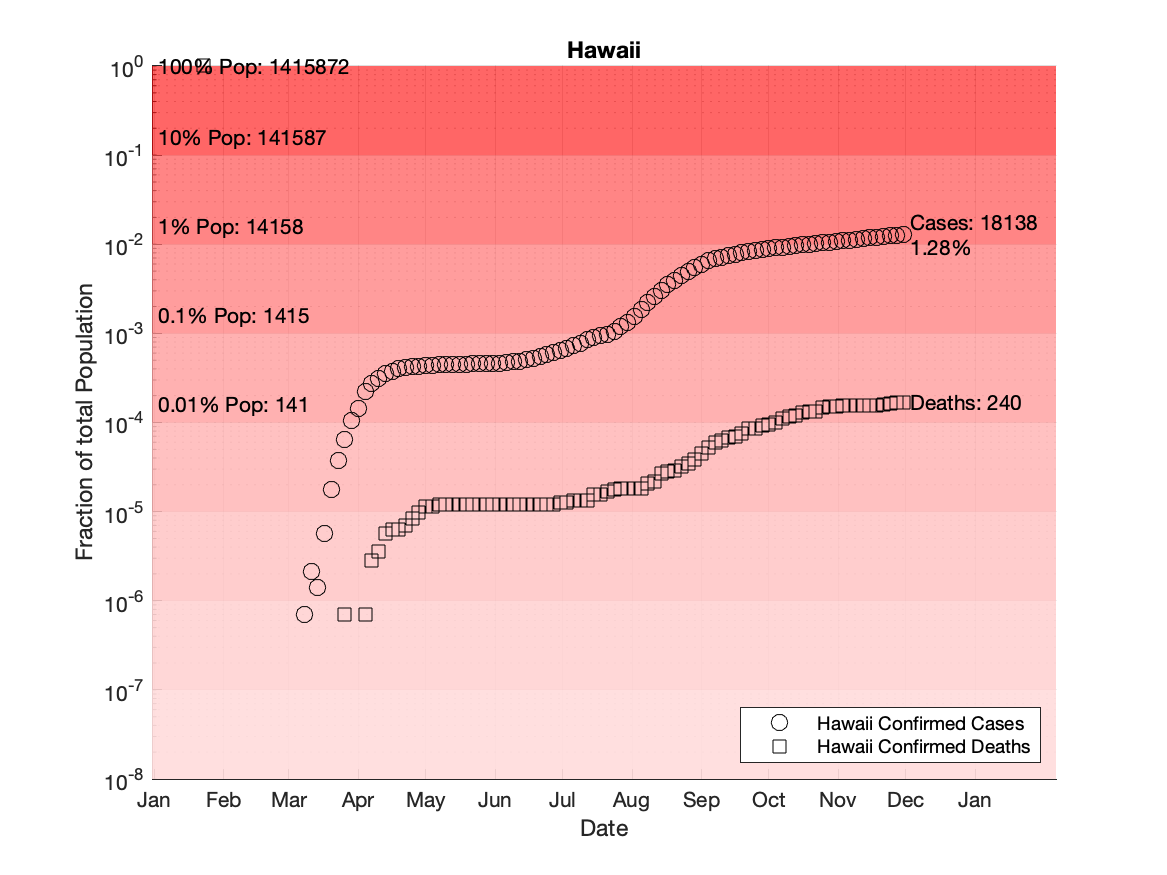 Hawaii
10^0
100% Pop: 1415872
10% Pop: 141587
10^-1
1% Pop: 14158
10^-2
Cases: 18138
1.28%
0.1% Pop: 1415
10^-3
0.01% Pop: 141
10^-4
Deaths: 240
10^-5
10^-6
10^-7
10^-8
Fraction of total Population
Hawaii Confirmed Cases
Hawaii Confirmed Deaths
Jan Feb Mar Apr May Jun Jul Aug Sep Oct Nov Dec Jan
Date